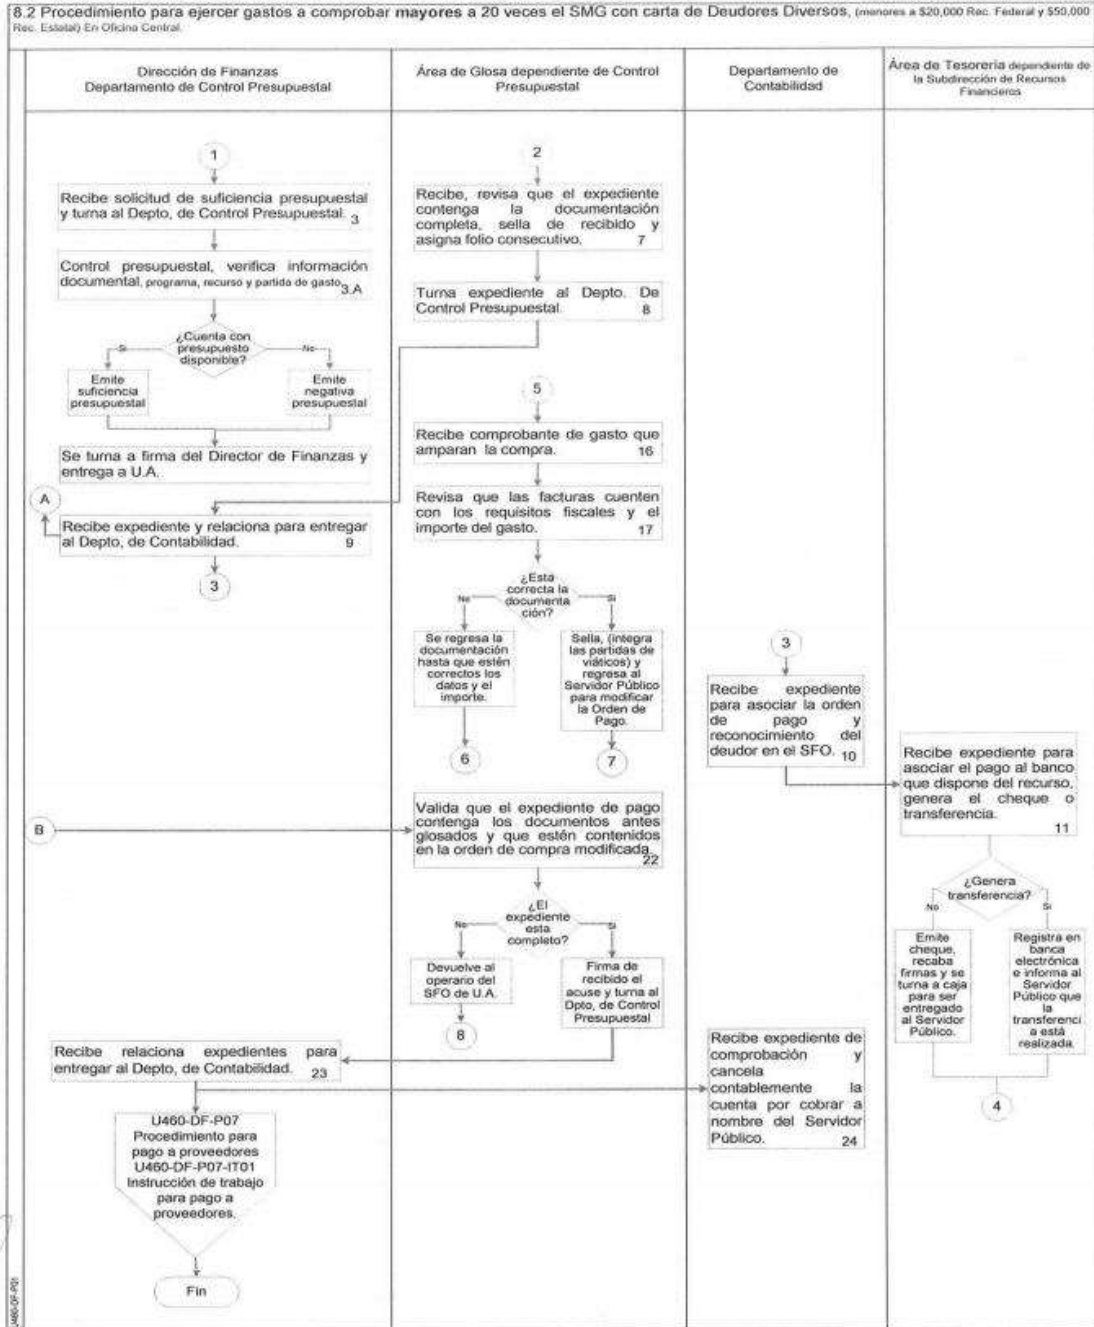 8.2 Procedimiento para ejercer gastos a comprobar mayores a 20 veces el SMG con carta de Deudores Diversos, (menores a $20,000 Rec. Federal y $50,000
Rec. Estatal) En Oficina Central.
Dirección de Finanzas
Departamento de Control Presupuestal
Área de Glosa dependiente de Control
Presupuestal
Departamento de
Contabilidad
Área de Tesorería dependiente de
la Subdirección de Recursos
Financieros
1
Recibe solicitud de suficiencia presupuestal
y turna al Depto, de Control Presupuestal. 3
Control presupuestal, verifica información
documental, programa, recurso y partido de gasto 3.A
¿Cuenta con
presupuesto
disponible?
Si
No
Emite
suficiencia
presupuestal
Emite
negativa
presupuestal
Se turna a firma del Director de Finanzas y
entrega a U.A.
A
Recibe expediente y relaciona para entregar
al Depto, de Contabilidad. 9
3
2
Recibe, revisa que el expediente
contenga la documentación
completa, sella de recibido y
asigna folio consecutivo. 7
Turna expediente al Depto. De
Control Presupuestal. 8
5
Recibe comprobante de gasto que
amparan la compra. 16
Revisa que las facturas cuenten
con los requisitos fiscales y el
importe del gasto. 17
¿Esta
correcta la
documenta
ción?
No
Si
Se regresa la
documentación
hasta que estén
correctos los
datos y el
importe.
Sella, (integra
las partidas de
viáticos) y
regresa al
Servidor Público
para modificar
la Orden de
Pago.
6
7
3
Recibe expediente
para asociar la orden
de pago y
reconocimiento del
deudor en el SFO. 10
Recibe expediente para
asociar el pago al banco
que dispone del recurso,
genera el cheque o
transferencia.
11
B
Valida que el expediente de pago
contenga los documentos antes
glosados y que estén contenidos
en la orden de compra modificada.
22
¿El
expediente
esta
completo?
No
Si
Devuelve al
operario del
SFO de U.A.
Firma de
recibido el
acuse y turna al
Dpto, de Control
Presupuestal
8
¿Genera
transferencia?
No
Si
Emite
cheque,
recaba
firmas y se
turna a caja
para ser
entregado
al Servidor
Público.
Registra en
banca
electrónica
e informa al
Servidor
Público que
la
transferenci
a está
realizada.
4
Recibe relaciona expedientes para
entregar al Depto, de Contabilidad. 23
Recibe expediente de
comprobación y
cancela
contablemente la
cuenta por cobrar a
nombre del Servidor
Público. 24
U460-DF-P07
Procedimiento para
pago a proveedores
U460-DF-P07-IT01
Instrucción de trabajo
para pago a
proveedores.
Fin
U460-DF-P01